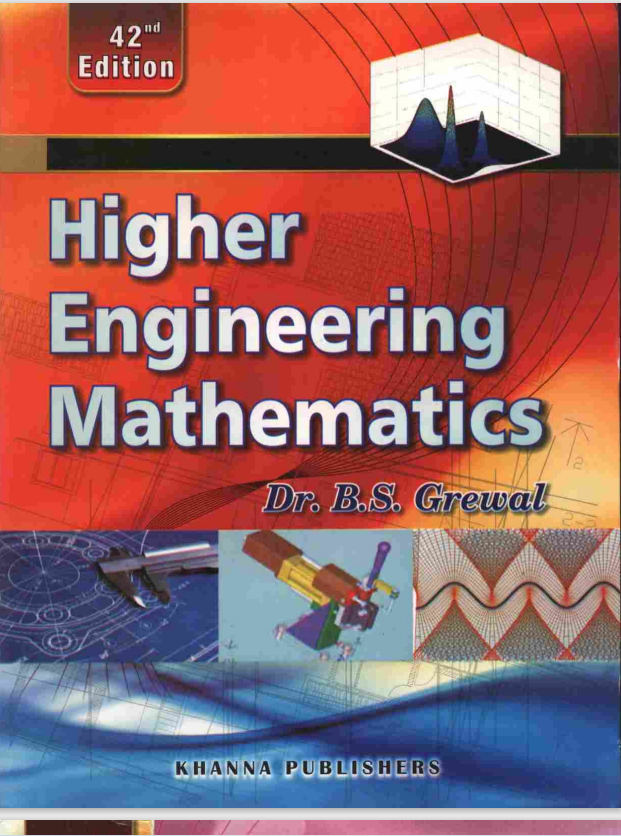 42nd
Edition
Higher
Engineering
Mathematics
Dr. B.S. Grewal
KHANNA PUBLISHERS